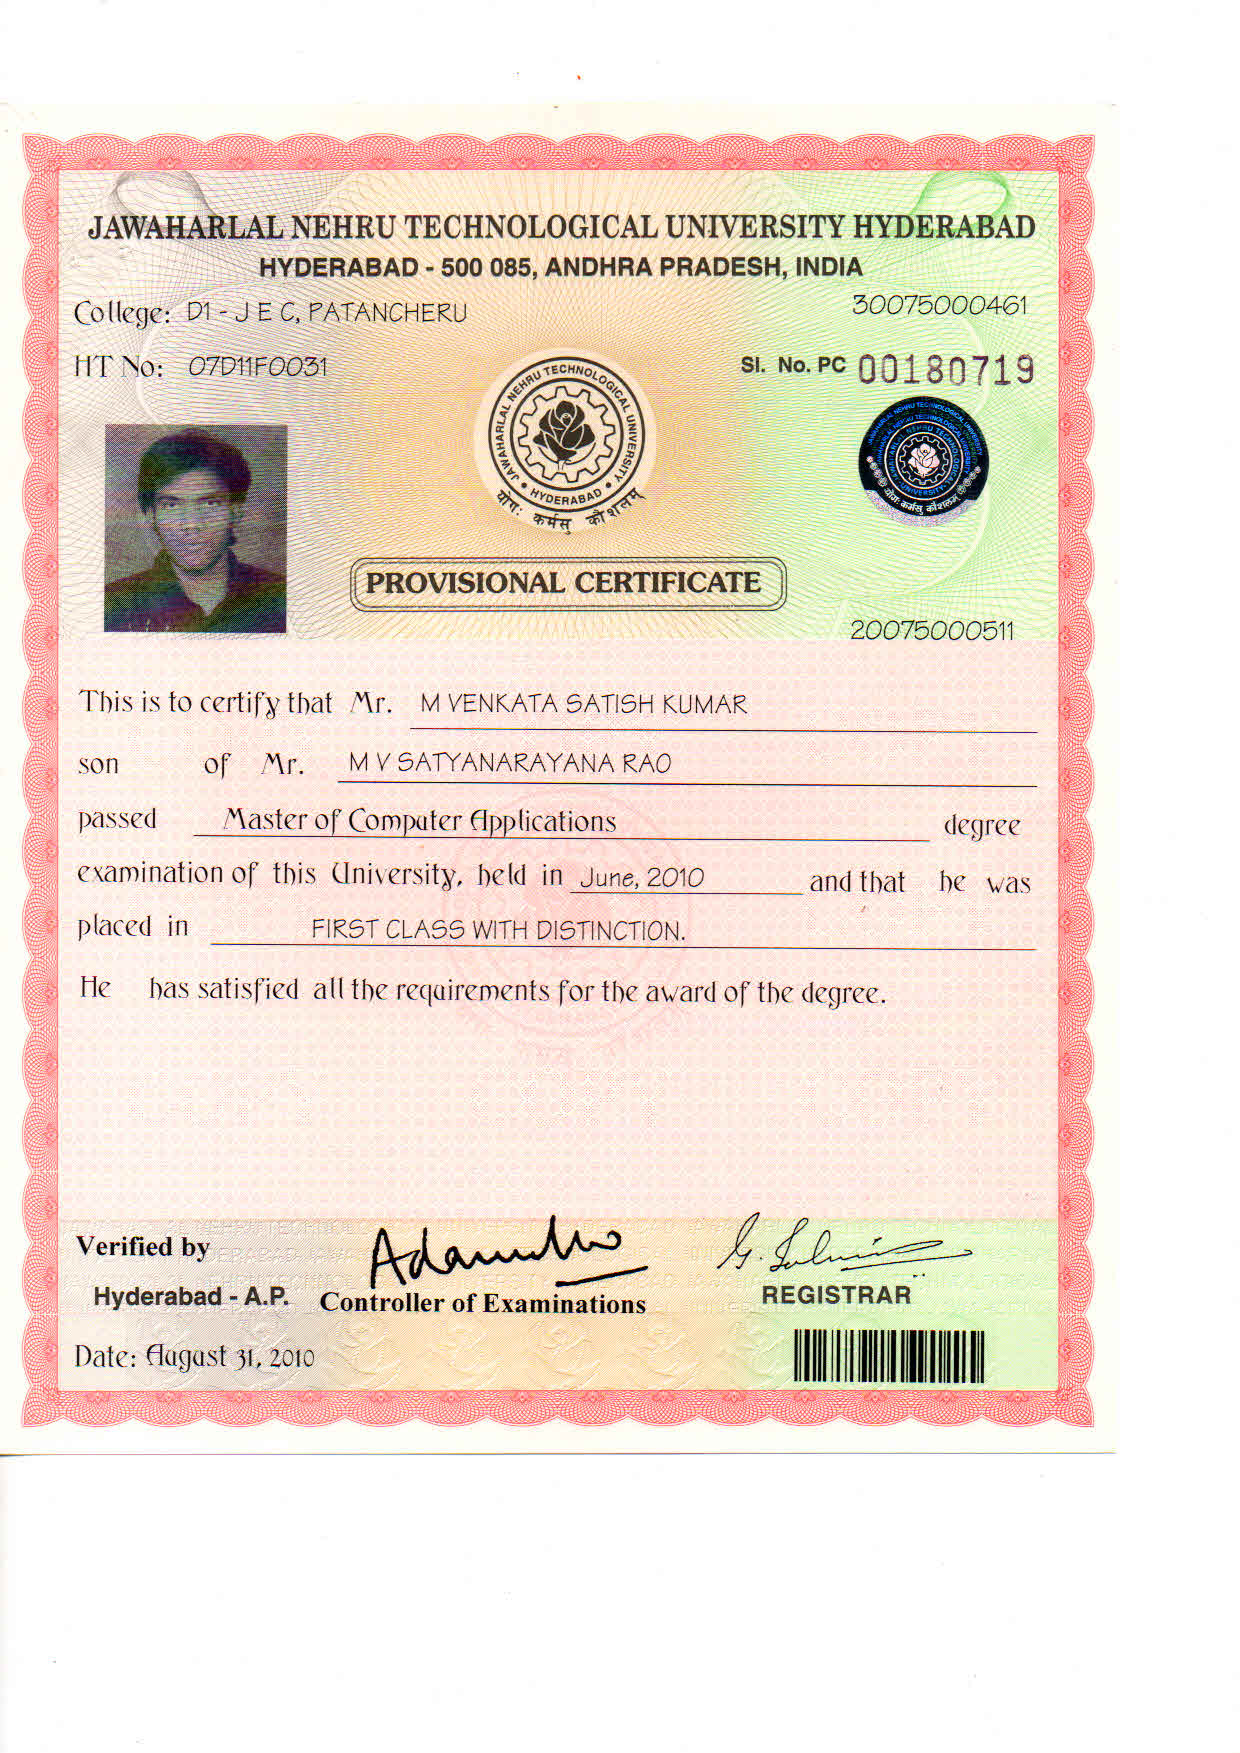 JAWAHARLAL NEHRU TECHNOLOGICAL UNIVERSITY HYDERABAD
HYDERABAD - 500 085, ANDHRA PRADESH, INDIA
College: D1 - J E C, PATANCHERU
30075000461
HT No: 07D11F0031
Sl. No. PC 00180719
JAWAHARLAL NEHRU TECHNOLOGICAL UNIVERSITY
HYDERABAD
योगः कर्मसु कौशलम्
PROVISIONAL CERTIFICATE
20075000511
This is to certify that Mr. M VENKATA SATISH KUMAR
son of Mr. M V SATYANARAYANA RAO
passed Master of Computer Applications degree
examination of this University, held in June, 2010 and that he was
placed in FIRST CLASS WITH DISTINCTION.
He has satisfied all the requirements for the award of the degree.
Verified by
Hyderabad - A.P.
Controller of Examinations
REGISTRAR
Date: August 31, 2010